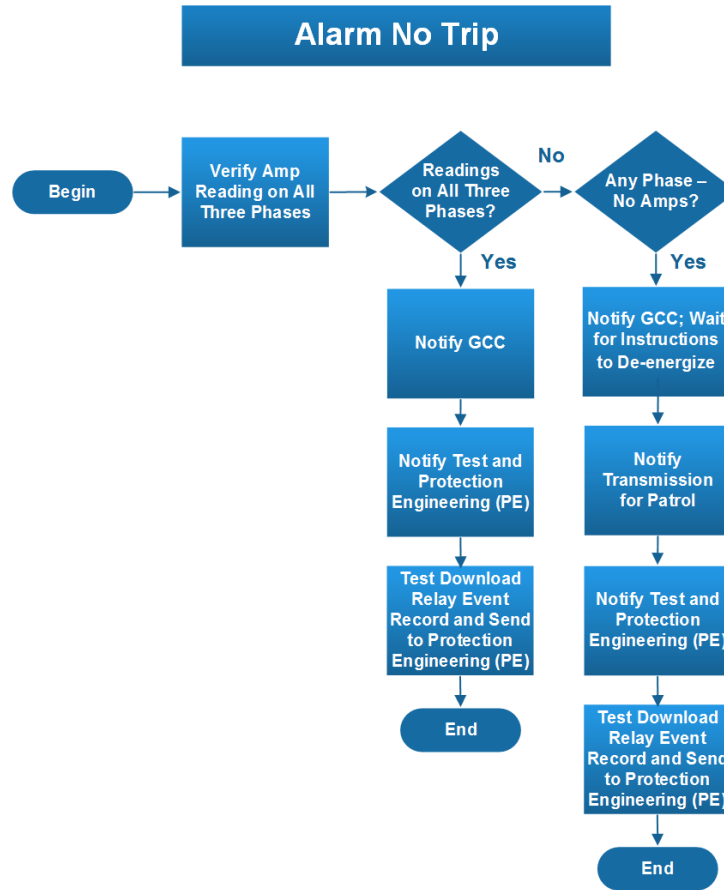 Alarm No Trip
Begin
Verify Amp
Reading on All
Three Phases
Readings
on All Three
Phases?
No
Any Phase –
No Amps?
Yes
Yes
Notify GCC
Notify GCC; Wait
for Instructions
to De-energize
Notify Test and
Protection
Engineering (PE)
Notify
Transmission
for Patrol
Test Download
Relay Event
Record and Send
to Protection
Engineering (PE)
Notify Test and
Protection
Engineering (PE)
End
Test Download
Relay Event
Record and Send
to Protection
Engineering (PE)
End